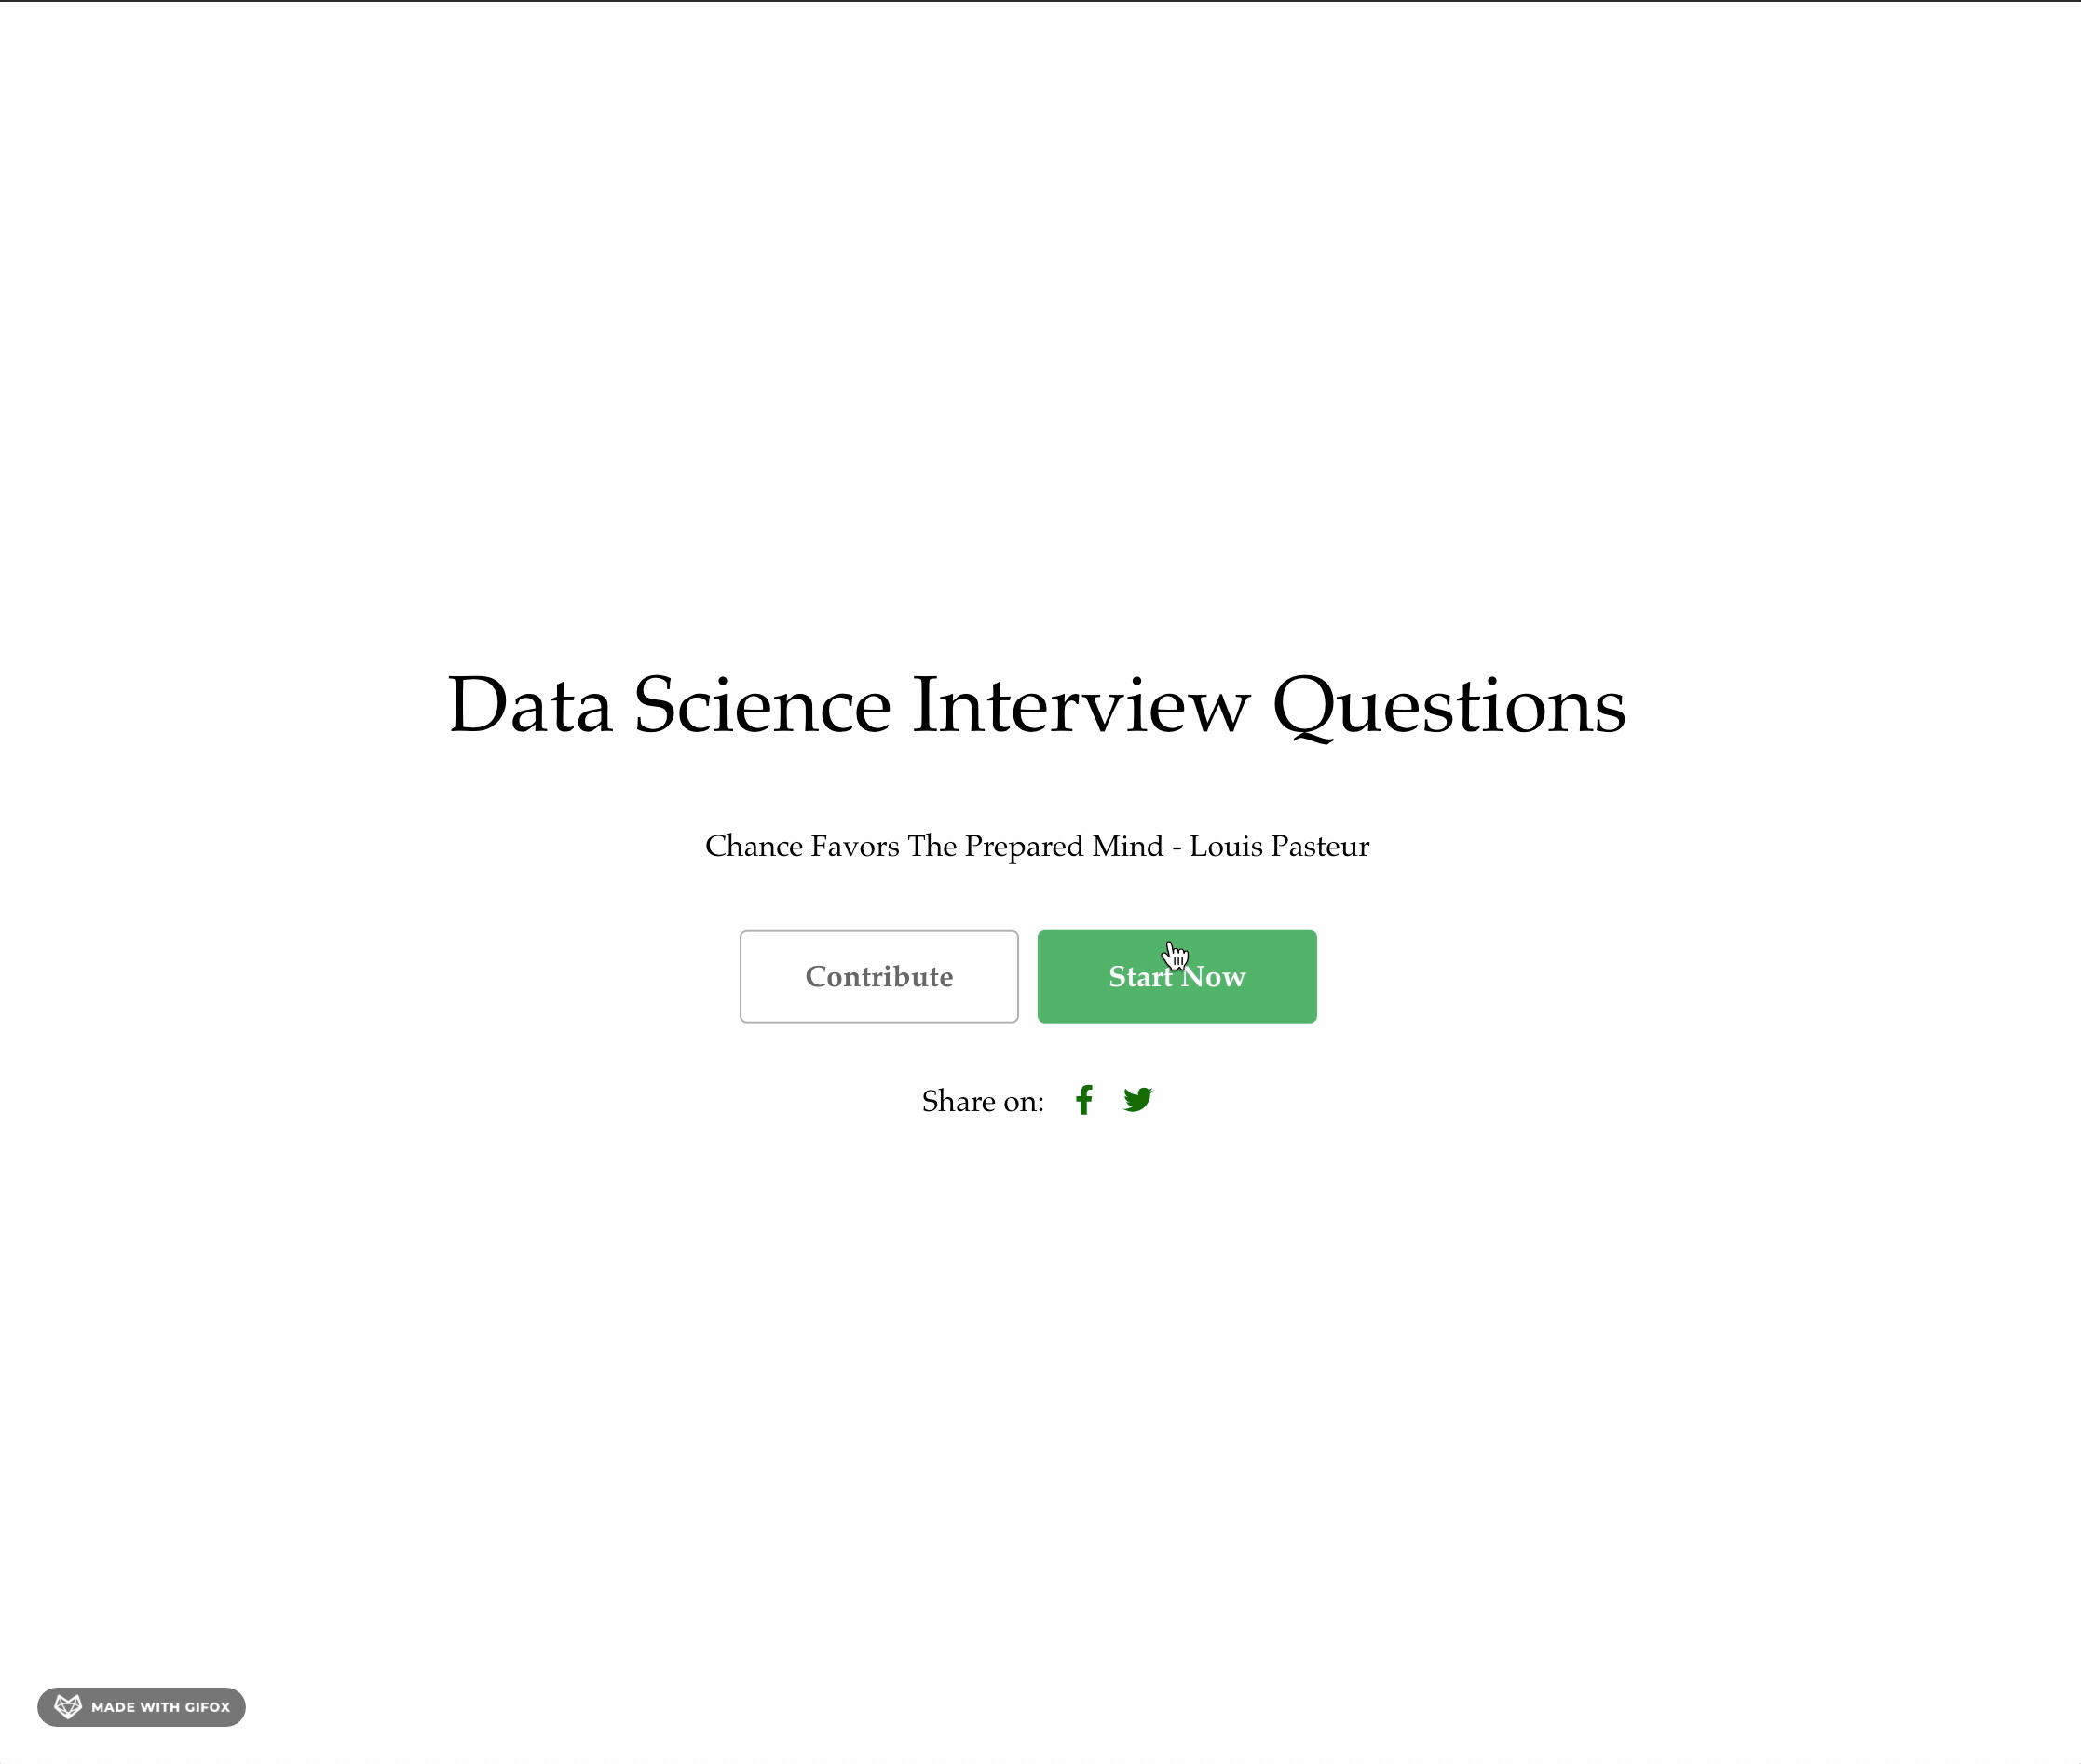 Data Science Interview Questions
Chance Favors The Prepared Mind - Louis Pasteur
Contribute
Start Now
Share on:
MADE WITH GIFOX